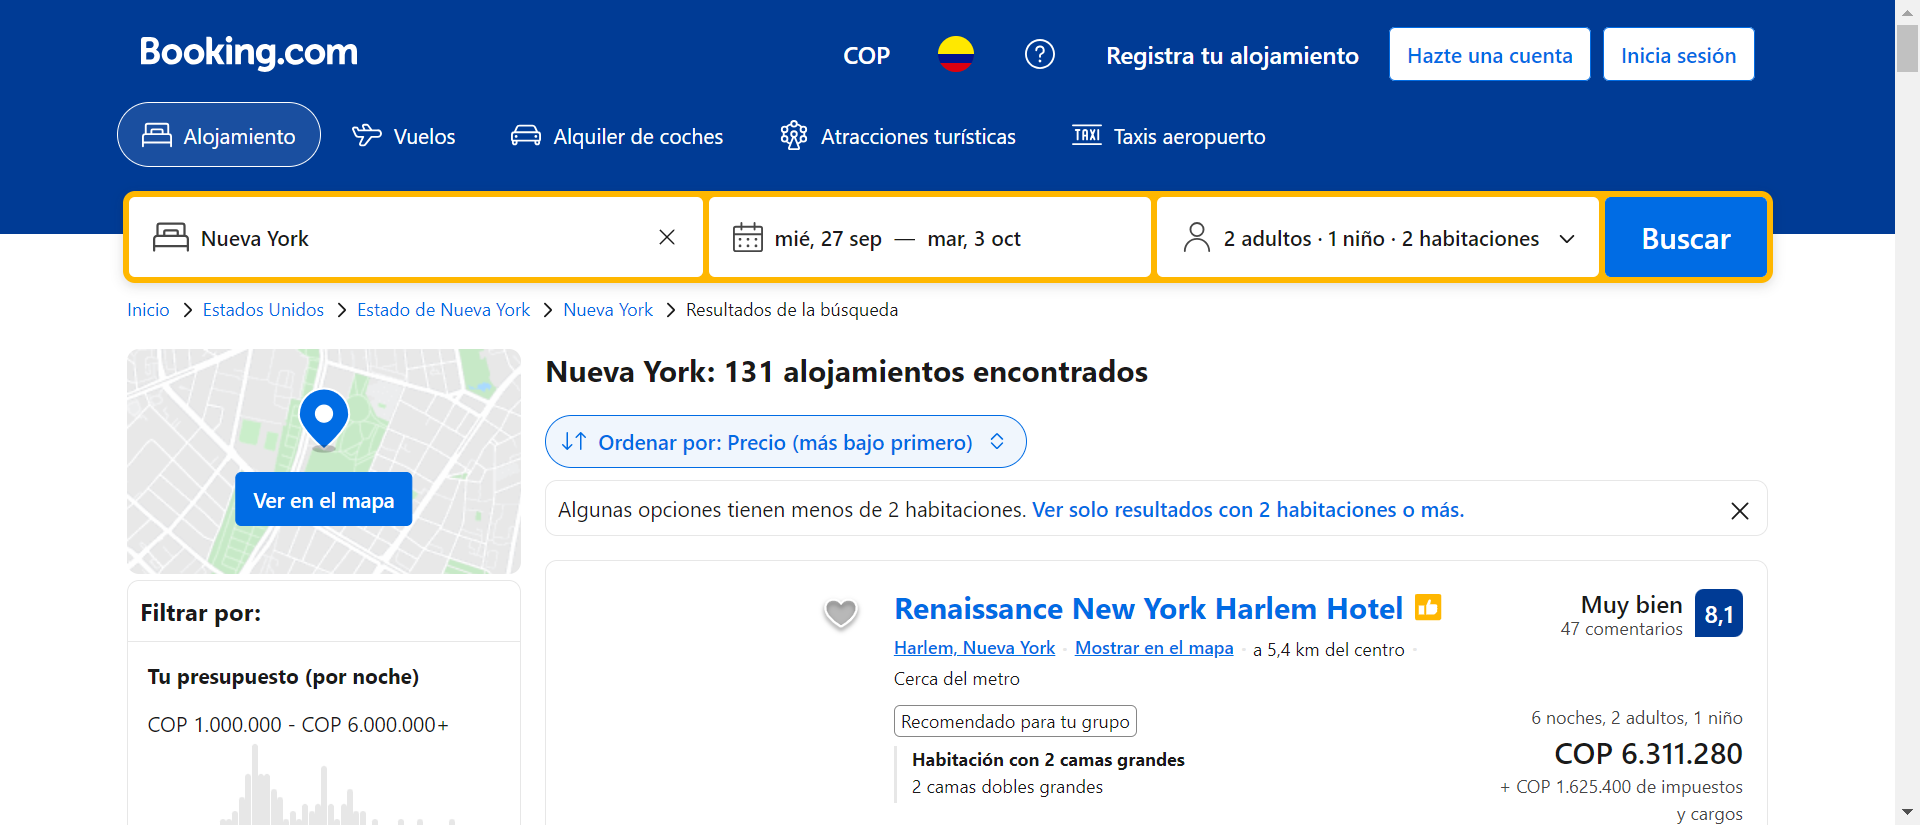 Booking.com
COP
Registra tu alojamiento
Hazte una cuenta
Inicia sesión
Alojamiento
Vuelos
Alquiler de coches
Atracciones turísticas
TAXI
Taxis aeropuerto
Nueva York
mié, 27 sep — mar, 3 oct
2 adultos · 1 niño · 2 habitaciones
Buscar
Inicio
Estados Unidos
Estado de Nueva York
Nueva York
Resultados de la búsqueda
Ver en el mapa
Filtrar por:
Tu presupuesto (por noche)
COP 1.000.000 - COP 6.000.000+
Nueva York: 131 alojamientos encontrados
Ordenar por: Precio (más bajo primero)
Algunas opciones tienen menos de 2 habitaciones. Ver solo resultados con 2 habitaciones o más.
Renaissance New York Harlem Hotel
Harlem, Nueva York · Mostrar en el mapa · a 5,4 km del centro ·
Cerca del metro
Recomendado para tu grupo
Habitación con 2 camas grandes
2 camas dobles grandes
Muy bien
47 comentarios
8,1
6 noches, 2 adultos, 1 niño
COP 6.311.280
+ COP 1.625.400 de impuestos
y cargos